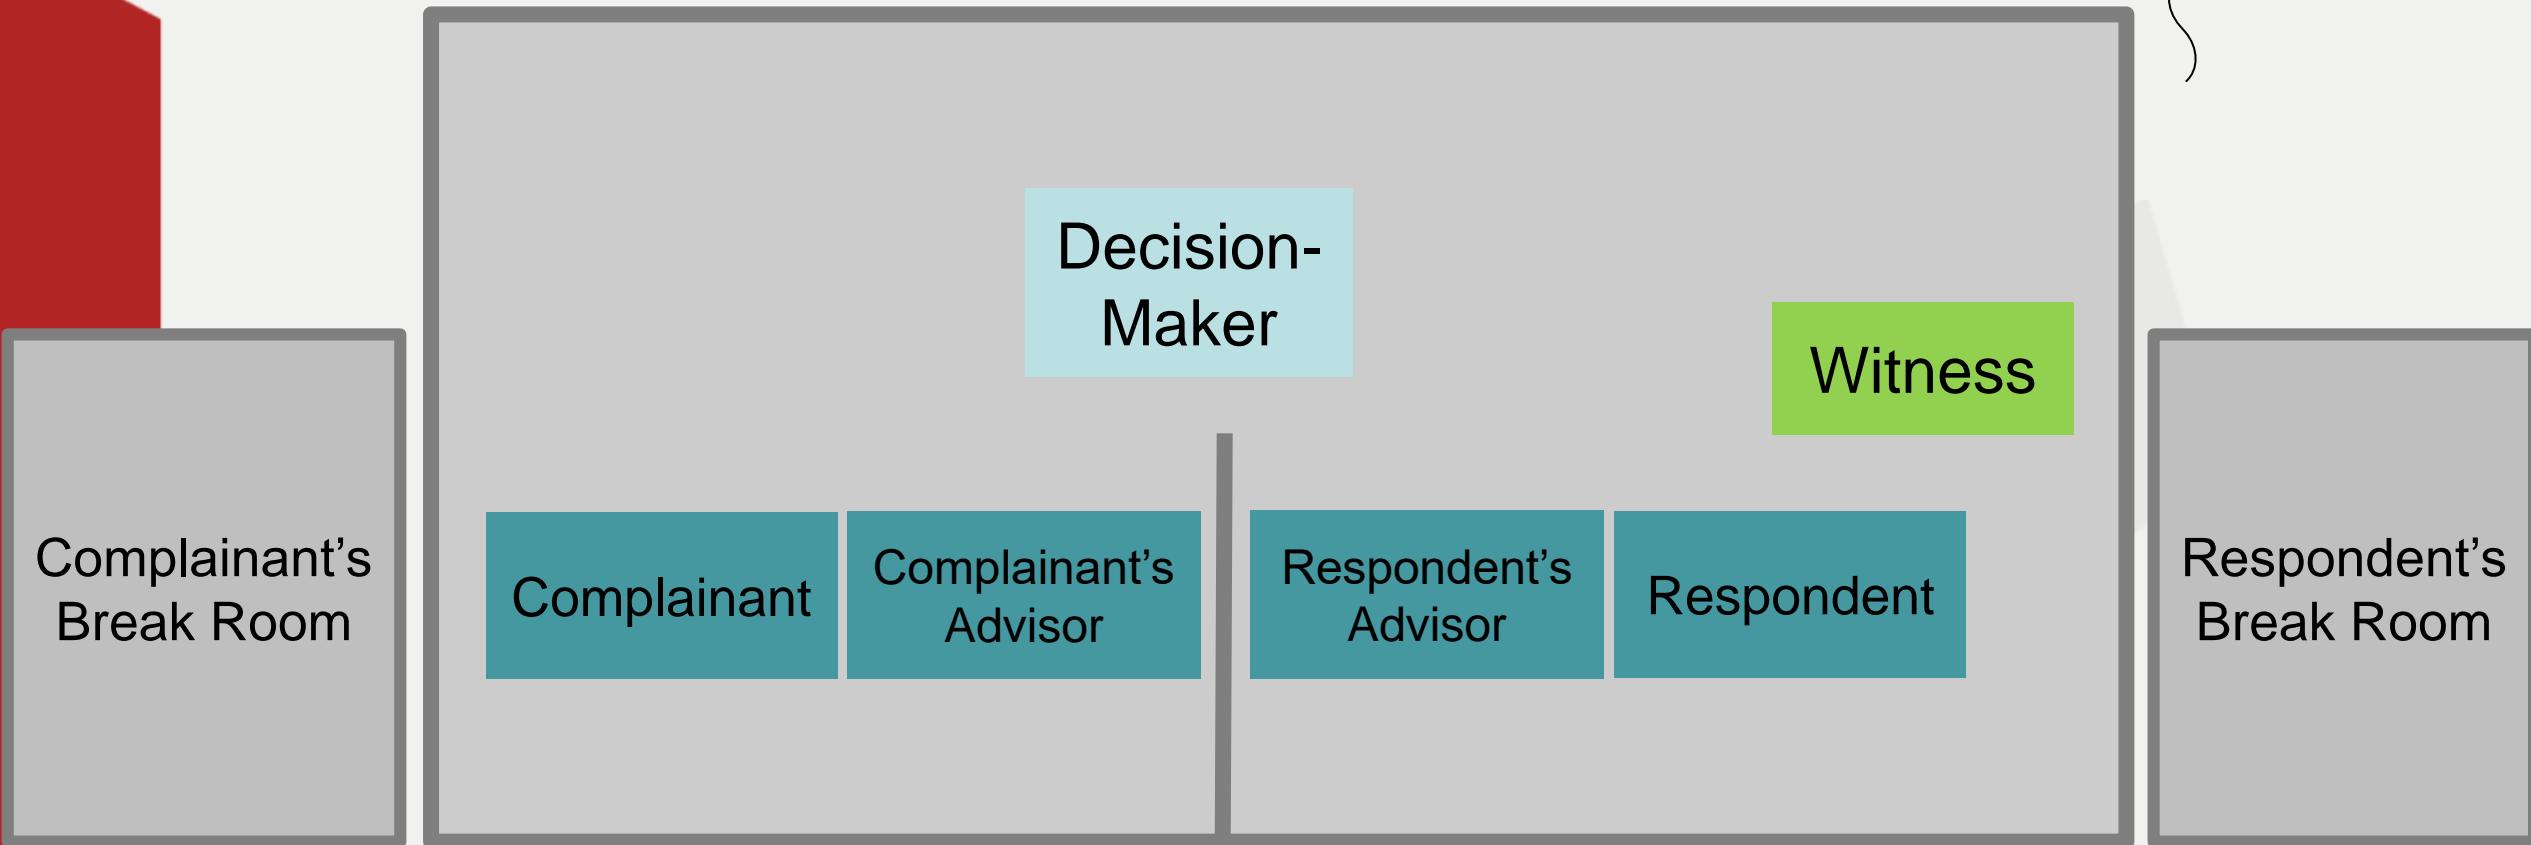 Decision-
Maker
Witness
Complainant’s
Break Room
Complainant
Complainant’s
Advisor
Respondent’s
Advisor
Respondent
Respondent’s
Break Room